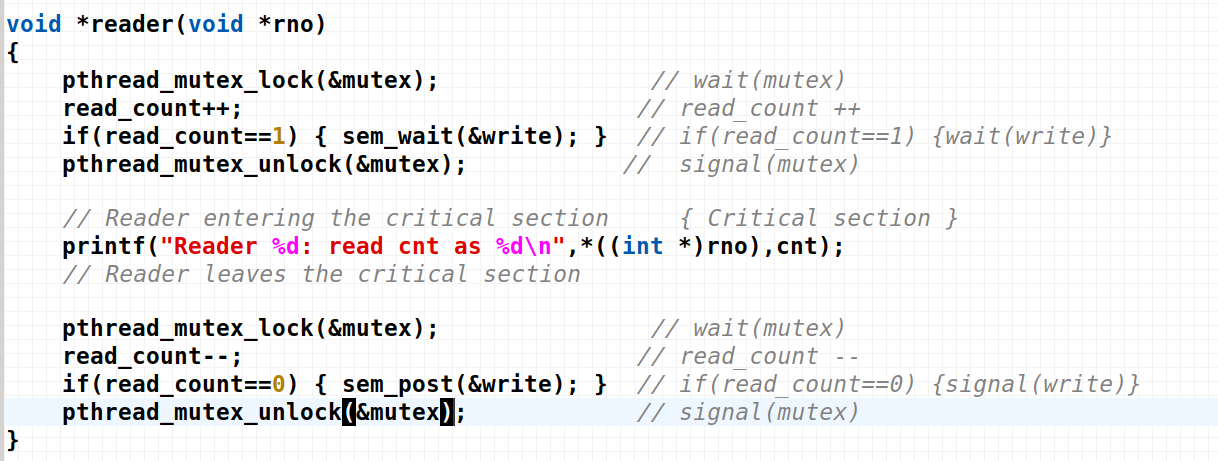 void *reader(void *rno)
{
    pthread_mutex_lock(&mutex);               // wait(mutex)
    read_count++;                            // read_count ++
    if(read_count==1) { sem_wait(&write); }  // if(read_count==1) {wait(write)}
    pthread_mutex_unlock(&mutex);           //  signal(mutex)

    // Reader entering the critical section     { Critical section }
    printf("Reader %d: read cnt as %d\n",*((int *)rno),cnt);
    // Reader leaves the critical section

    pthread_mutex_lock(&mutex);               // wait(mutex)
    read_count--;                            // read_count --
    if(read_count==0) { sem_post(&write); }  // if(read_count==0) {signal(write)}
    pthread_mutex_unlock(&mutex);            // signal(mutex)
}